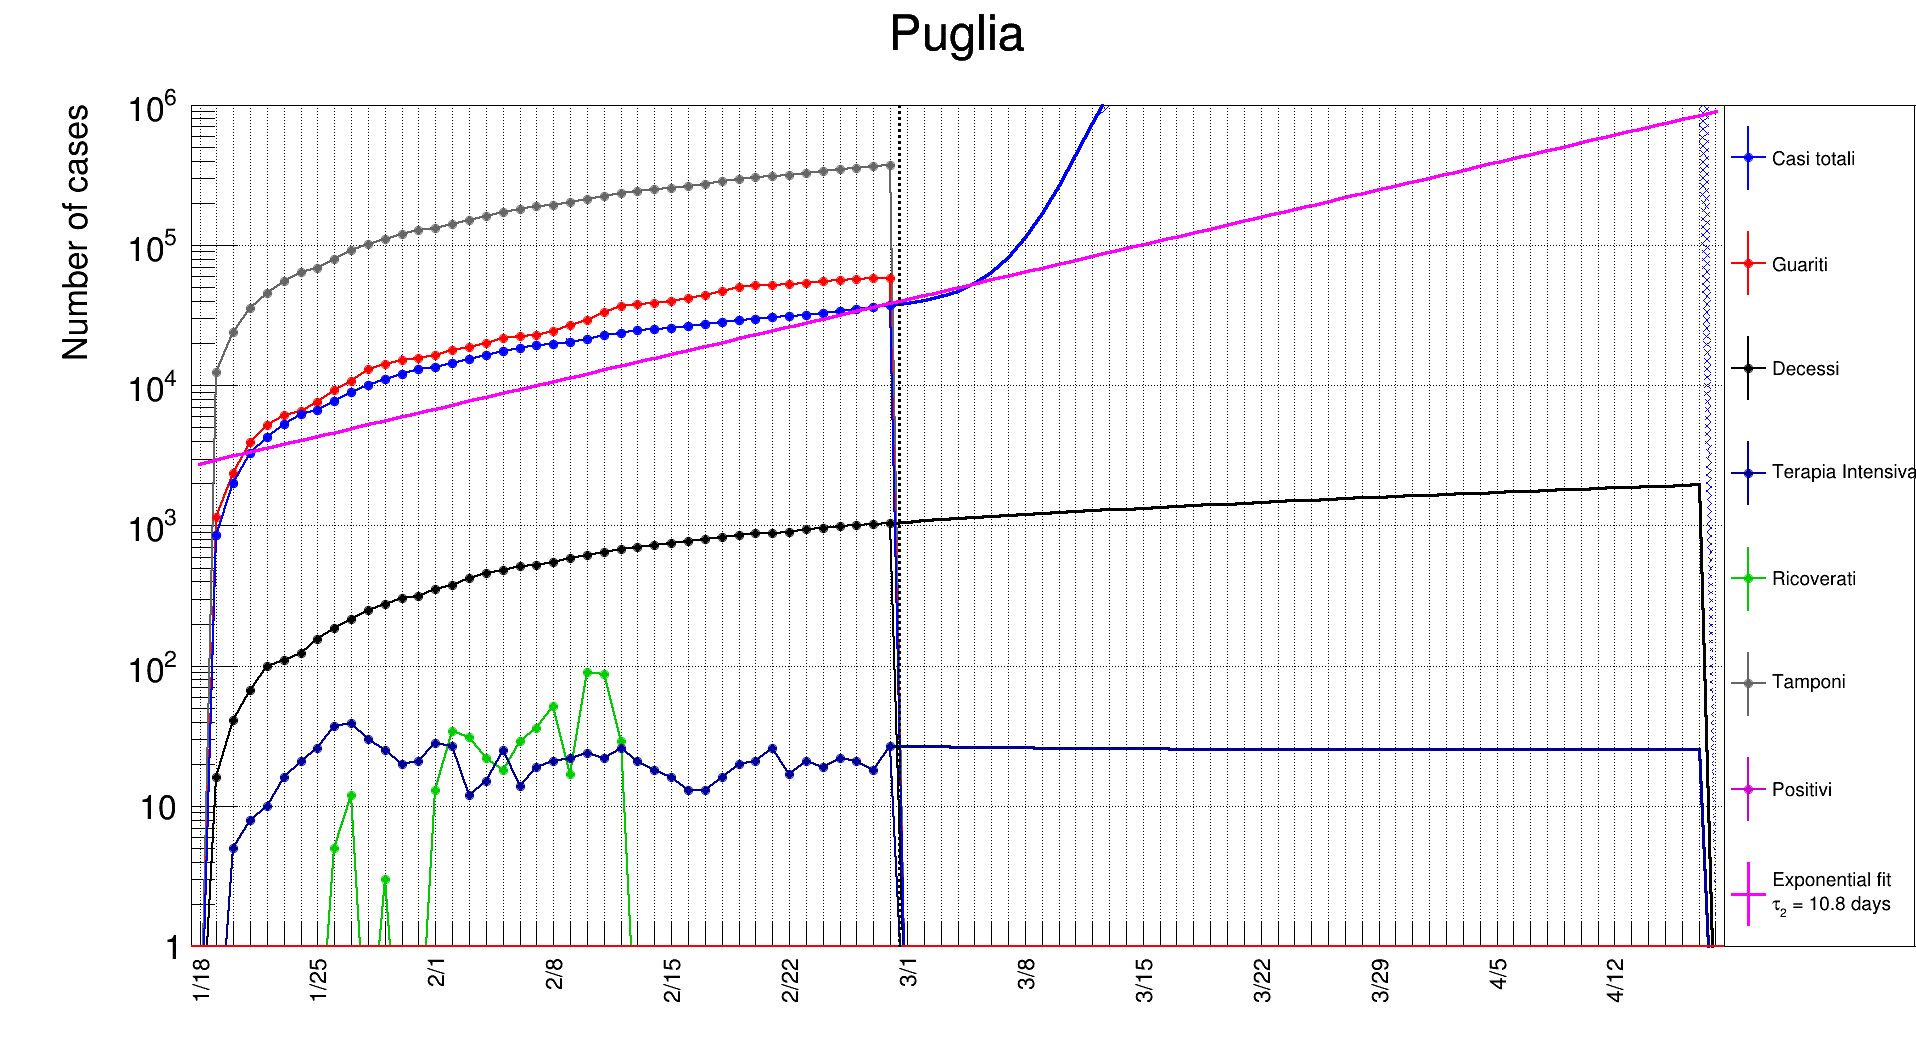 Puglia
Number of cases
10^6
10^5
10^4
10^3
10^2
10
1
1/18
1/25
2/1
2/8
2/15
2/22
3/1
3/8
3/15
3/22
3/29
4/5
4/12
Casi totali
Guariti
Decessi
Terapia Intensiva
Ricoverati
Tamponi
Positivi
Exponential fit
τ₂ = 10.8 days